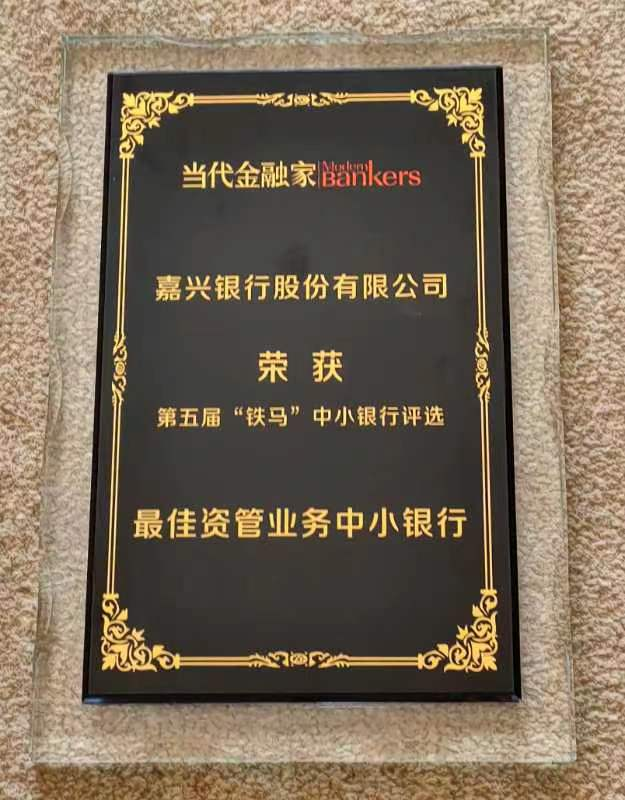 当代金融家 Modern Bankers
嘉兴银行股份有限公司
荣获
第五届“铁马”中小银行评选
最佳资管业务中小银行